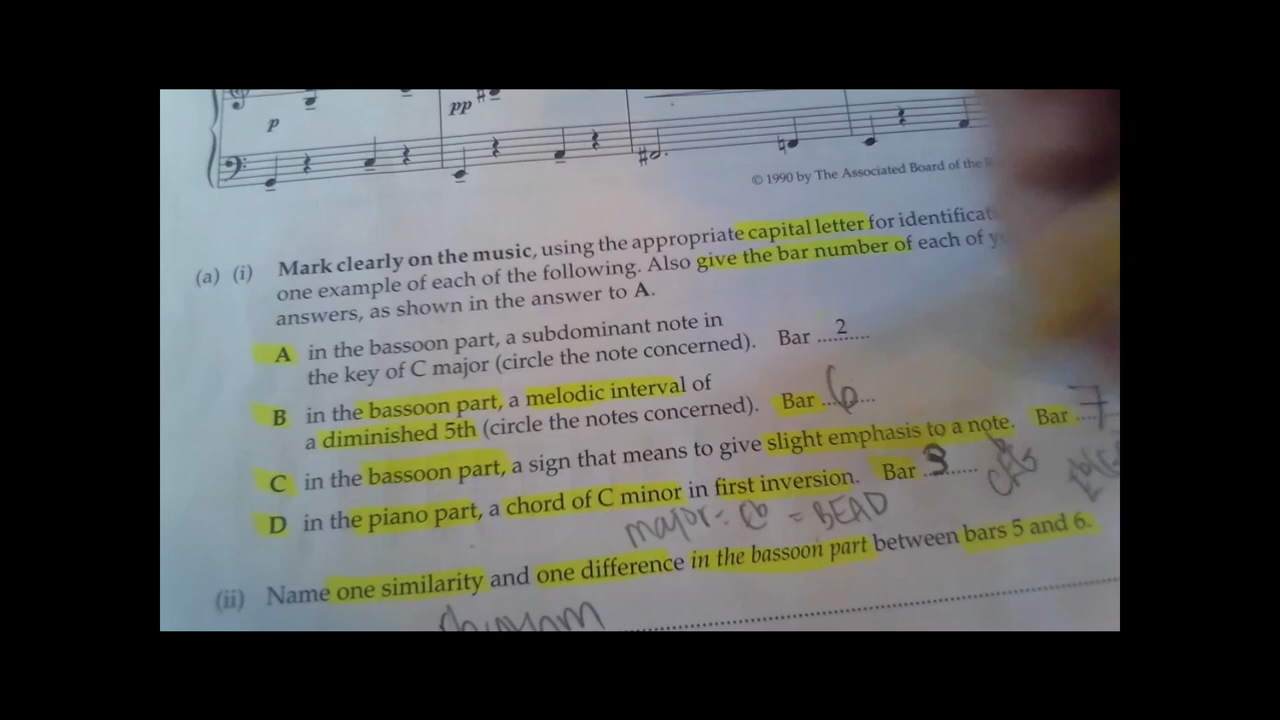 p
pp
© 1990 by The Associated Board of the
(a) (i) Mark clearly on the music, using the appropriate capital letter for
one example of each of the following. Also give the bar number of each of
answers, as shown in the answer to A.
A in the bassoon part, a subdominant note in
the key of C major (circle the note concerned). Bar ...2...
B in the bassoon part, a melodic interval of
a diminished 5th (circle the notes concerned). Bar ...6...
C in the bassoon part, a sign that means to give slight emphasis to a note. Bar ...7
D in the piano part, a chord of C minor in first inversion. Bar ...3...
major: = BEAD
(ii) Name one similarity and one difference in the bassoon part between bars 5 and 6.